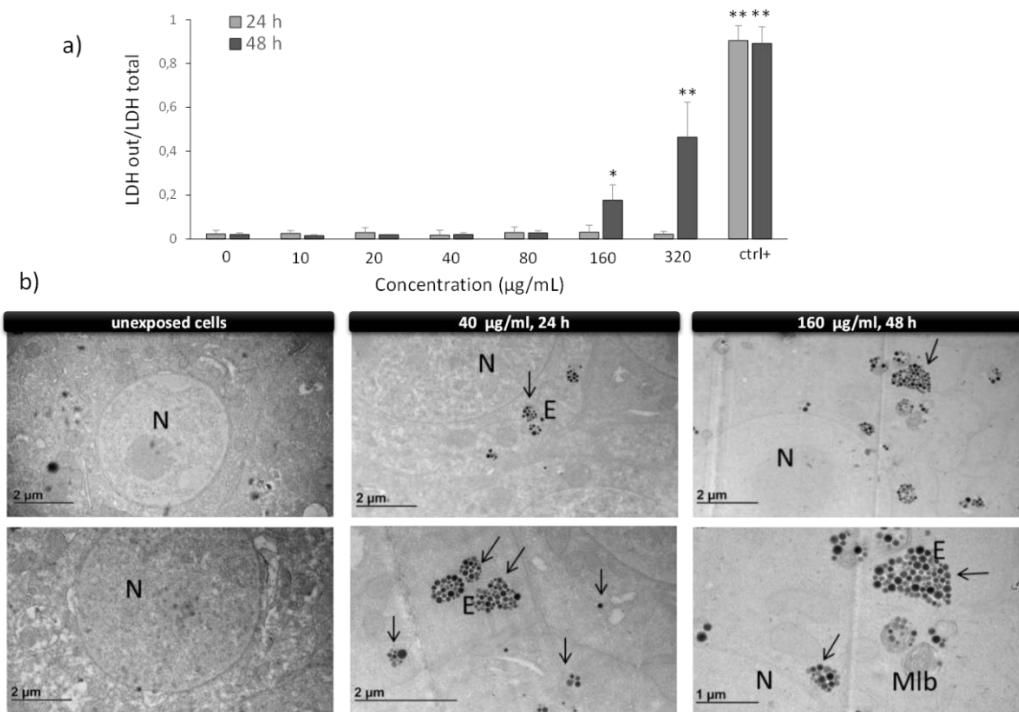 a)
24 h
48 h
1
0,8
0,6
0,4
0,2
0
LDH out/LDH total
*
**
** **
0 10 20 40 80 160 320 ctrl+
Concentration (µg/mL)
b)
unexposed cells
40 µg/ml, 24 h
160 µg/ml, 48 h
N
2 µm
N
E
2 µm
N
2 µm
N
2 µm
E
2 µm
E
N
Mlb
1 µm